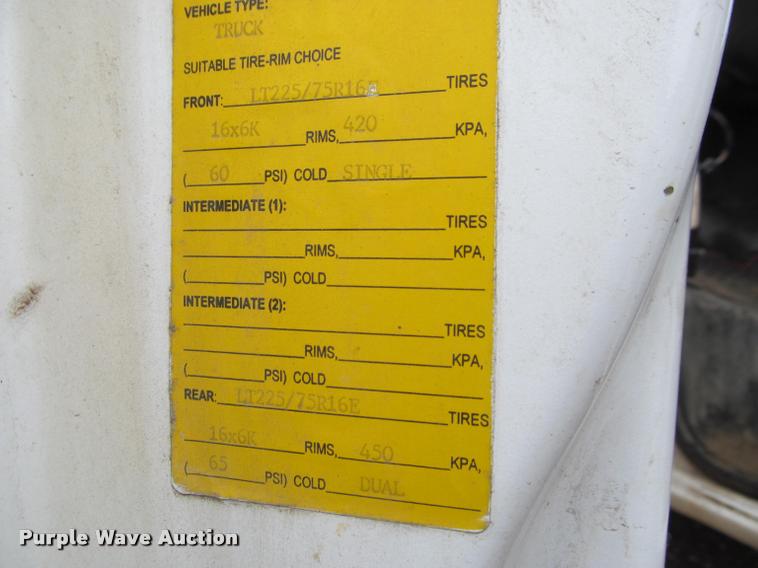 VEHICLE TYPE:
TRUCK
SUITABLE TIRE-RIM CHOICE
FRONT: LT225/75R16E TIRES
16x6K RIMS, 420 KPA,
( 60 PSI) COLD SINGLE
INTERMEDIATE (1):
TIRES
RIMS, KPA,
( PSI) COLD
INTERMEDIATE (2):
TIRES
RIMS, KPA,
( PSI) COLD
REAR: LT225/75R16E TIRES
16x6K RIMS, 450 KPA,
( 65 PSI) COLD DUAL
Purple Wave Auction